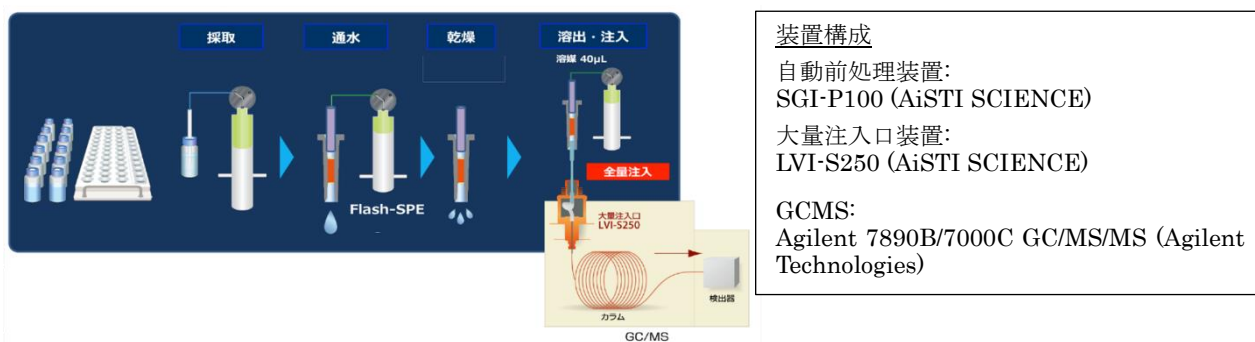 採取
通水
乾燥
溶出・注入
溶媒 40μL
全量注入
Flash-SPE
大量注入口
LVI-S250
検出器
カラム
GC/MS
装置構成
自動前処理装置:
SGI-P100 (AiSTI SCIENCE)
大量注入口装置:
LVI-S250 (AiSTI SCIENCE)
GCMS:
Agilent 7890B/7000C GC/MS/MS (Agilent
Technologies)